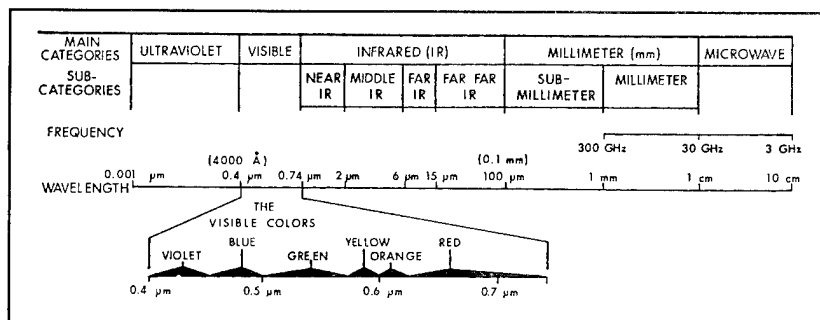 MAIN CATEGORIES ULTRAVIOLET VISIBLE INFRARED (IR) MILLIMETER (mm) MICROWAVE
SUB-CATEGORIES NEAR IR MIDDLE IR FAR IR FAR FAR IR SUB-MILLIMETER MILLIMETER
FREQUENCY 300 GHz 30 GHz 3 GHz
(4000 Å) (0.1 mm)
WAVELENGTH 0.001 µm 0.4 µm 0.74 µm 2 µm 6 µm 15 µm 100 µm 1 mm 1 cm 10 cm
THE
VISIBLE COLORS
VIOLET BLUE GREEN YELLOW ORANGE RED
0.4 µm 0.5 µm 0.6 µm 0.7 µm